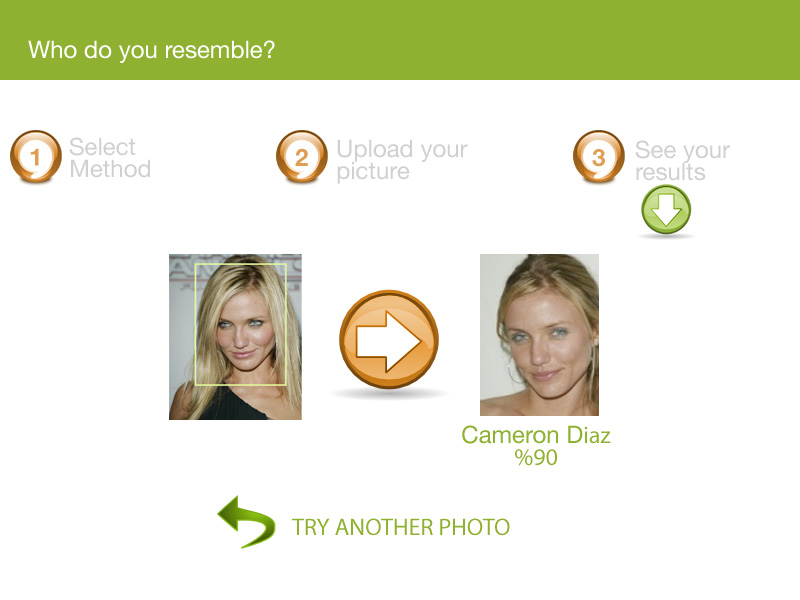 Who do you resemble?
1
Select
Method
2
Upload your
picture
3
See your
results
Cameron Diaz
%90
TRY ANOTHER PHOTO